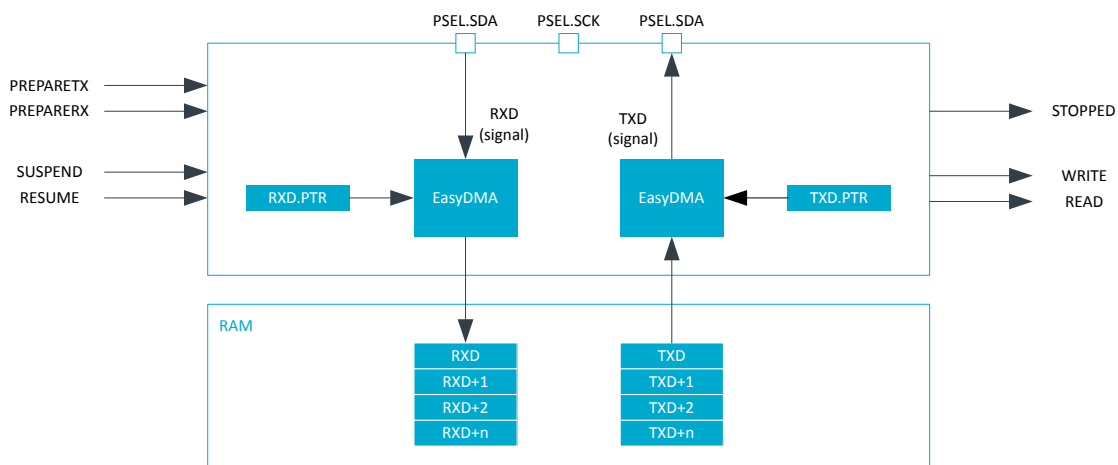 PSEL.SDA PSEL.SCK PSEL.SDA
PREPARETX
PREPARERX
SUSPEND
RESUME
RXD
(signal)
TXD
(signal)
STOPPED
WRITE
READ
RXD.PTR
EasyDMA
EasyDMA
TXD.PTR
RAM
RXD
RXD+1
RXD+2
RXD+n
TXD
TXD+1
TXD+2
TXD+n